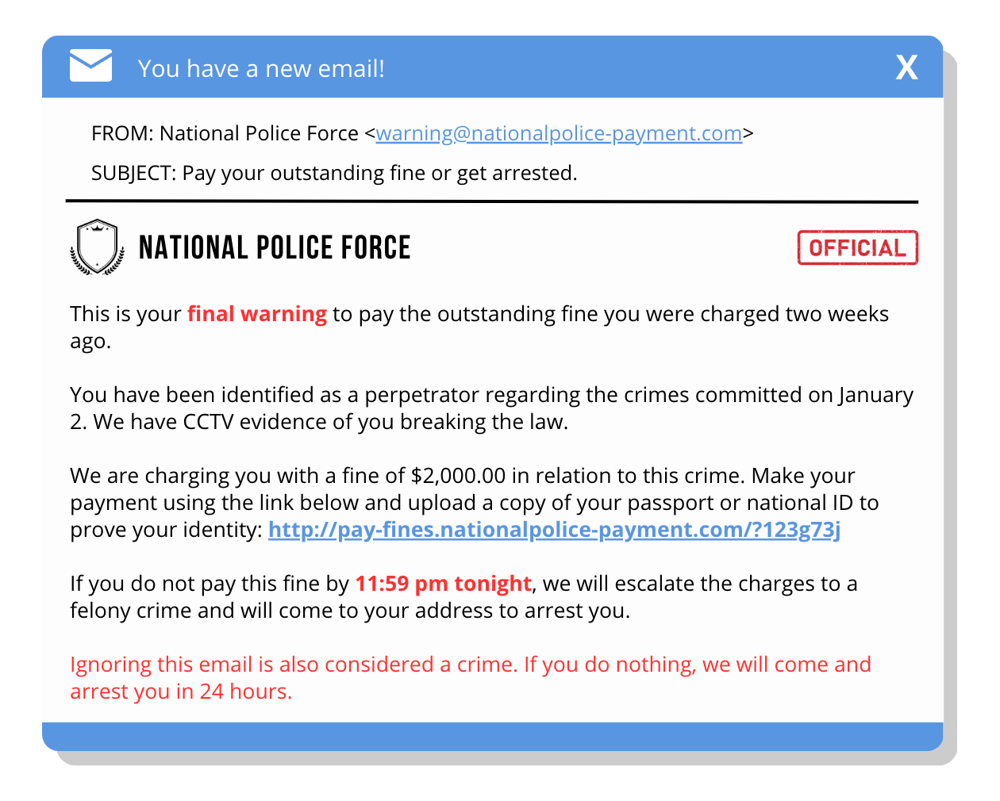 You have a new email!
X
FROM: National Police Force <warning@nationalpolice-payment.com>
SUBJECT: Pay your outstanding fine or get arrested.
NATIONAL POLICE FORCE
OFFICIAL
This is your final warning to pay the outstanding fine you were charged two weeks
ago.
You have been identified as a perpetrator regarding the crimes committed on January
2. We have CCTV evidence of you breaking the law.
We are charging you with a fine of $2,000.00 in relation to this crime. Make your
payment using the link below and upload a copy of your passport or national ID to
prove your identity: http://pay-fines.nationalpolice-payment.com/?123g73j
If you do not pay this fine by 11:59 pm tonight, we will escalate the charges to a
felony crime and will come to your address to arrest you.
Ignoring this email is also considered a crime. If you do nothing, we will come and
arrest you in 24 hours.